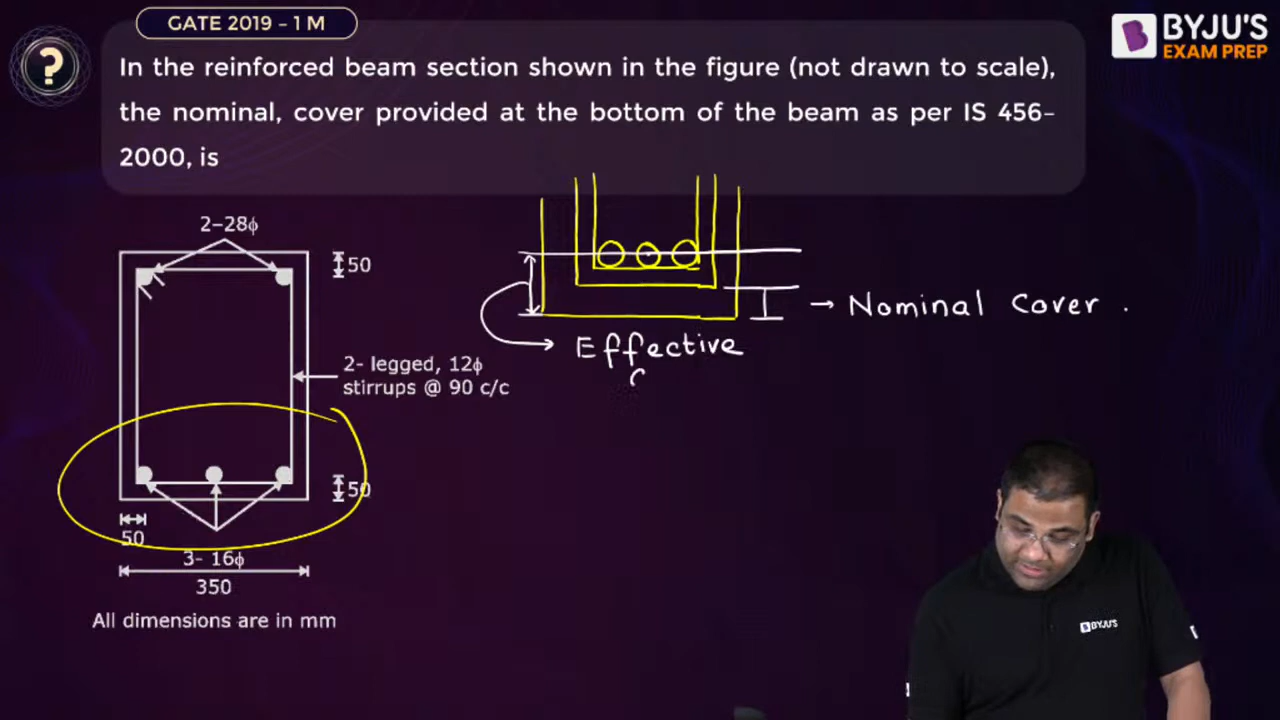 GATE 2019 – 1 M
BYJU'S
EXAM PREP
?
In the reinforced beam section shown in the figure (not drawn to scale),
the nominal, cover provided at the bottom of the beam as per IS 456–
2000, is
2–28ϕ
50
2- legged, 12ϕ
stirrups @ 90 c/c
50
50
3- 16ϕ
350
All dimensions are in mm
→ Nominal Cover .
Effective
BYJU'S